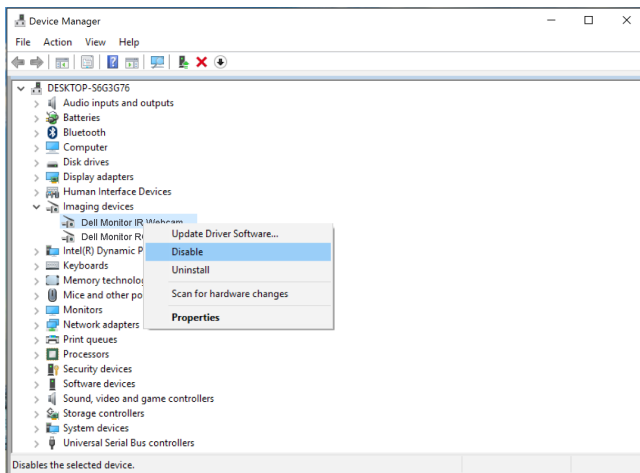 Device Manager
File Action View Help
DESKTOP-S6G3G76
Audio inputs and outputs
Batteries
Bluetooth
Computer
Disk drives
Display adapters
Human Interface Devices
Imaging devices
Dell Monitor IR Webcam
Dell Monitor
Update Driver Software...
Disable
Uninstall
Scan for hardware changes
Properties
Intel(R) Dynamic P
Keyboards
Memory technolo
Mice and other po
Monitors
Network adapters
Print queues
Processors
Security devices
Software devices
Sound, video and game controllers
Storage controllers
System devices
Universal Serial Bus controllers
Disables the selected device.